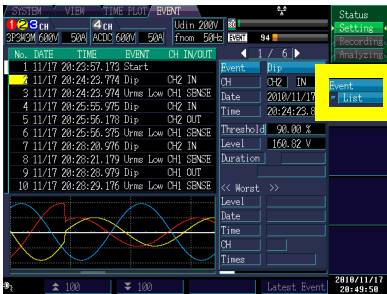 SYSTEM VIEW TIME PLOT EVENT
1 2 3 CH 4 CH Udin 200V
3P3W3M 600V 50A ACDC 600V 50A fnom 50Hz EVENT 94
Status
Setting
Recording
Analyzing
No. DATE TIME EVENT CH IN/OUT
1 11/17 20:23:57.173 Start
2 11/17 20:24:23.774 Dip CH2 IN
3 11/17 20:24:23.974 Urms Low CH1 SENSE
4 11/17 20:25:55.975 Dip CH2 IN
5 11/17 20:25:56.178 Dip CH2 OUT
6 11/17 20:25:56.375 Urms Low CH1 SENSE
7 11/17 20:28:20.976 Dip CH2 IN
8 11/17 20:28:21.179 Urms Low CH1 SENSE
9 11/17 20:28:28.979 Dip CH1 OUT
10 11/17 20:28:29.176 Urms Low CH1 SENSE
1 / 6
Event Dip
CH CH2 IN
Date 2010/11/17
Time 20:24:23.8
Threshold 90.00 %
Level 160.82 V
Duration
<< Worst >>
Level
Date
Time
CH
Times
Event
List
100 100 Latest Event
2010/11/17
20:49:50